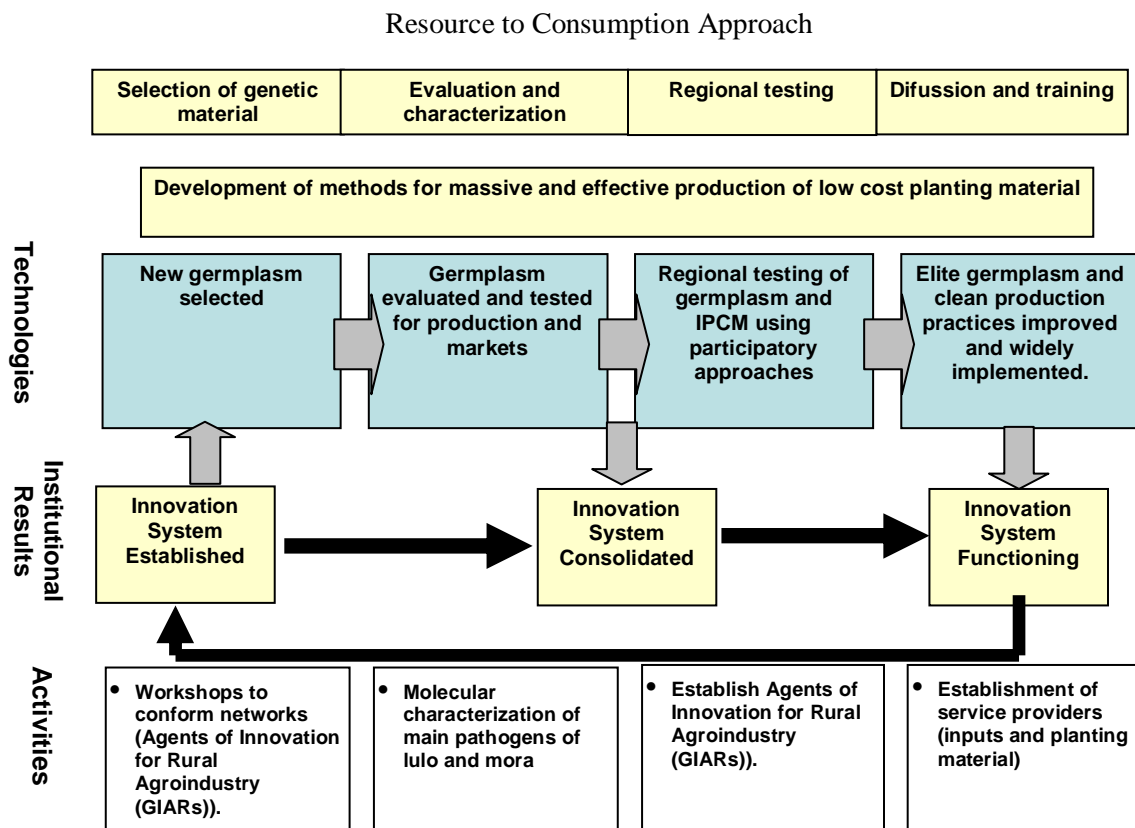 Resource to Consumption Approach
Selection of genetic
material
Evaluation and
characterization
Regional testing
Difussion and training
Development of methods for massive and effective production of low cost planting material
Technologies
New germplasm
selected
Germplasm
evaluated and tested
for production and
markets
Regional testing of
germplasm and
IPCM using
participatory
approaches
Elite germplasm and
clean production
practices improved
and widely
implemented.
Institutional
Results
Innovation
System
Established
Innovation
System
Consolidated
Innovation
System
Functioning
Activities
• Workshops to
conform networks
(Agents of Innovation
for Rural
Agroindustry
(GIARs)).
• Molecular
characterization of
main pathogens of
lulo and mora
• Establish Agents of
Innovation for Rural
Agroindustry
(GIARs)).
• Establishment of
service providers
(inputs and planting
material)